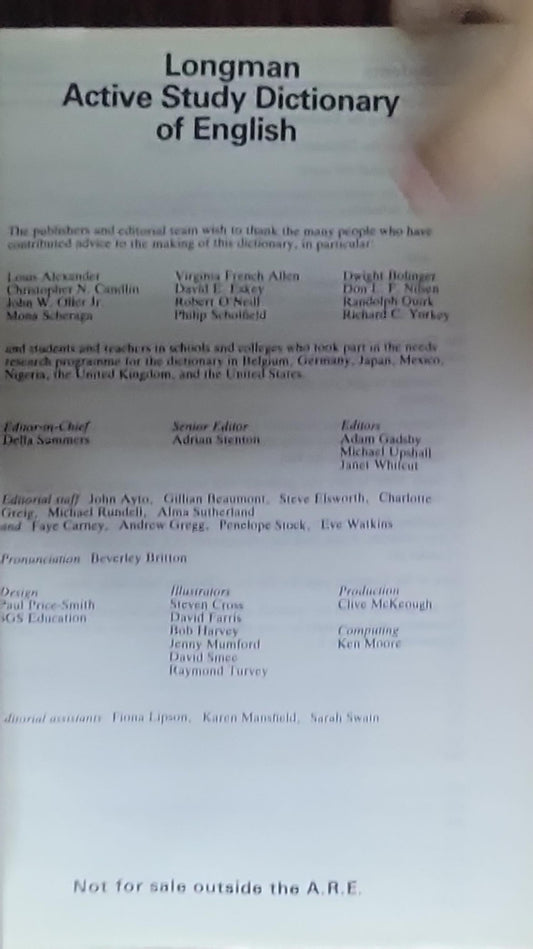 Longman
Active Study Dictionary
of English
The publishers and editorial team wish to thank the many people who have
contributed advice to the making of this dictionary, in particular
Louis Alexander Virginia French Allen Dwight Bolinger
Christopher N. Candlin David E. Eskey Don L. F. Nilsen
John W. Oller Jr. Robert O'Neill Randolph Quirk
Mona Scheraga Philip Scholfield Richard C. Yorkey
and students and teachers in schools and colleges who took part in the needs
research programme for the dictionary in Belgium, Germany, Japan, Mexico,
Nigeria, the United Kingdom, and the United States.
Editor-in-Chief Senior Editor Editors
Della Summers Adrian Stenton Adam Gadsby
Michael Upshall
Janet Whitcut
Editorial staff John Ayto, Gillian Beaumont, Steve Elsworth, Charlotte
Greig, Michael Rundell, Alma Sutherland
and Faye Carney, Andrew Gregg, Penelope Stock, Eve Watkins
Pronunciation Beverley Britton
Design Illustrators Production
Paul Price-Smith Steven Cross Clive McKeough
GS Education David Farris
Bob Harvey Computing
Jenny Mumford Ken Moore
David Smee
Raymond Turvey
ditorial assistants Fiona Lipson, Karen Mansfield, Sarah Swain
Not for sale outside the A.R.E.